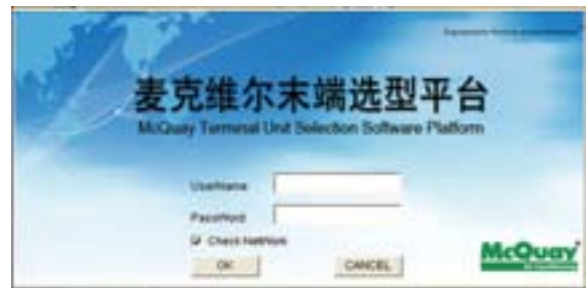 麦克维尔末端选型平台
McQuay Terminal Unit Selection Software Platform
UserName
PassWord
Check NetWork
OK CANCEL
McQuay